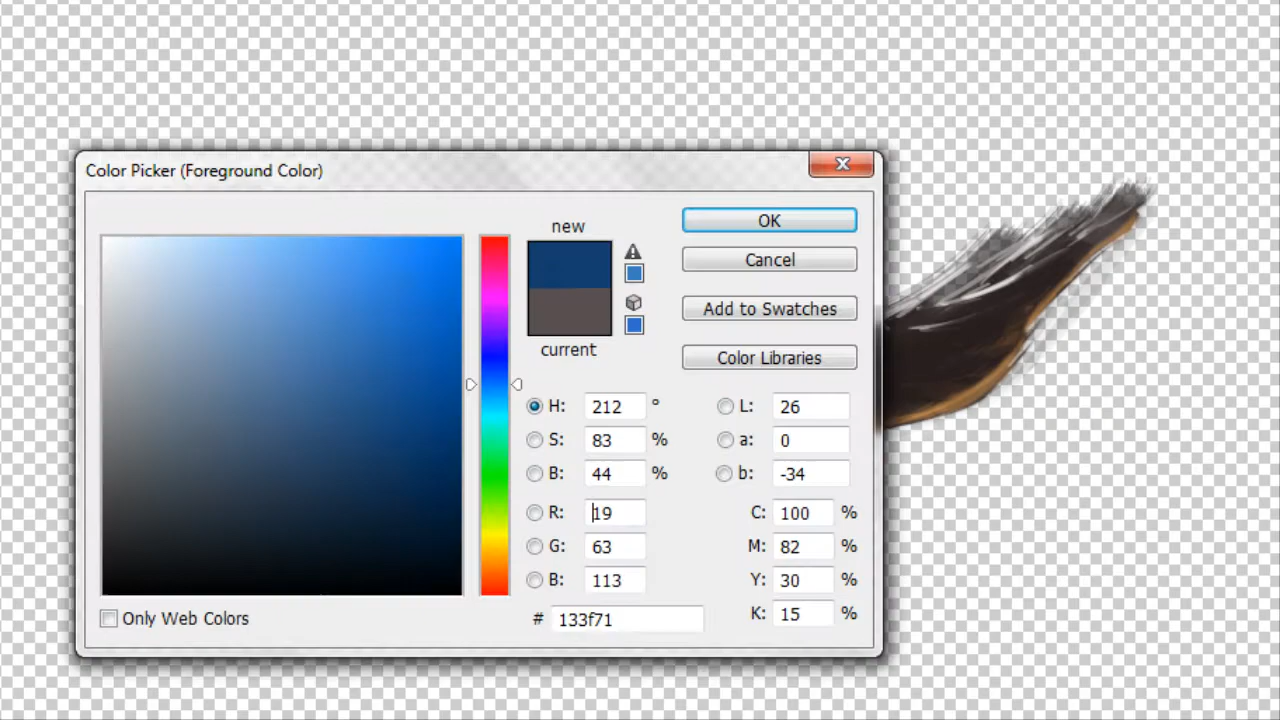 Color Picker (Foreground Color)
new
current
OK
Cancel
Add to Swatches
Color Libraries
H: 212 °
S: 83 %
B: 44 %
R: 19
G: 63
B: 113
# 133f71
L: 26
a: 0
b: -34
C: 100 %
M: 82 %
Y: 30 %
K: 15 %
Only Web Colors